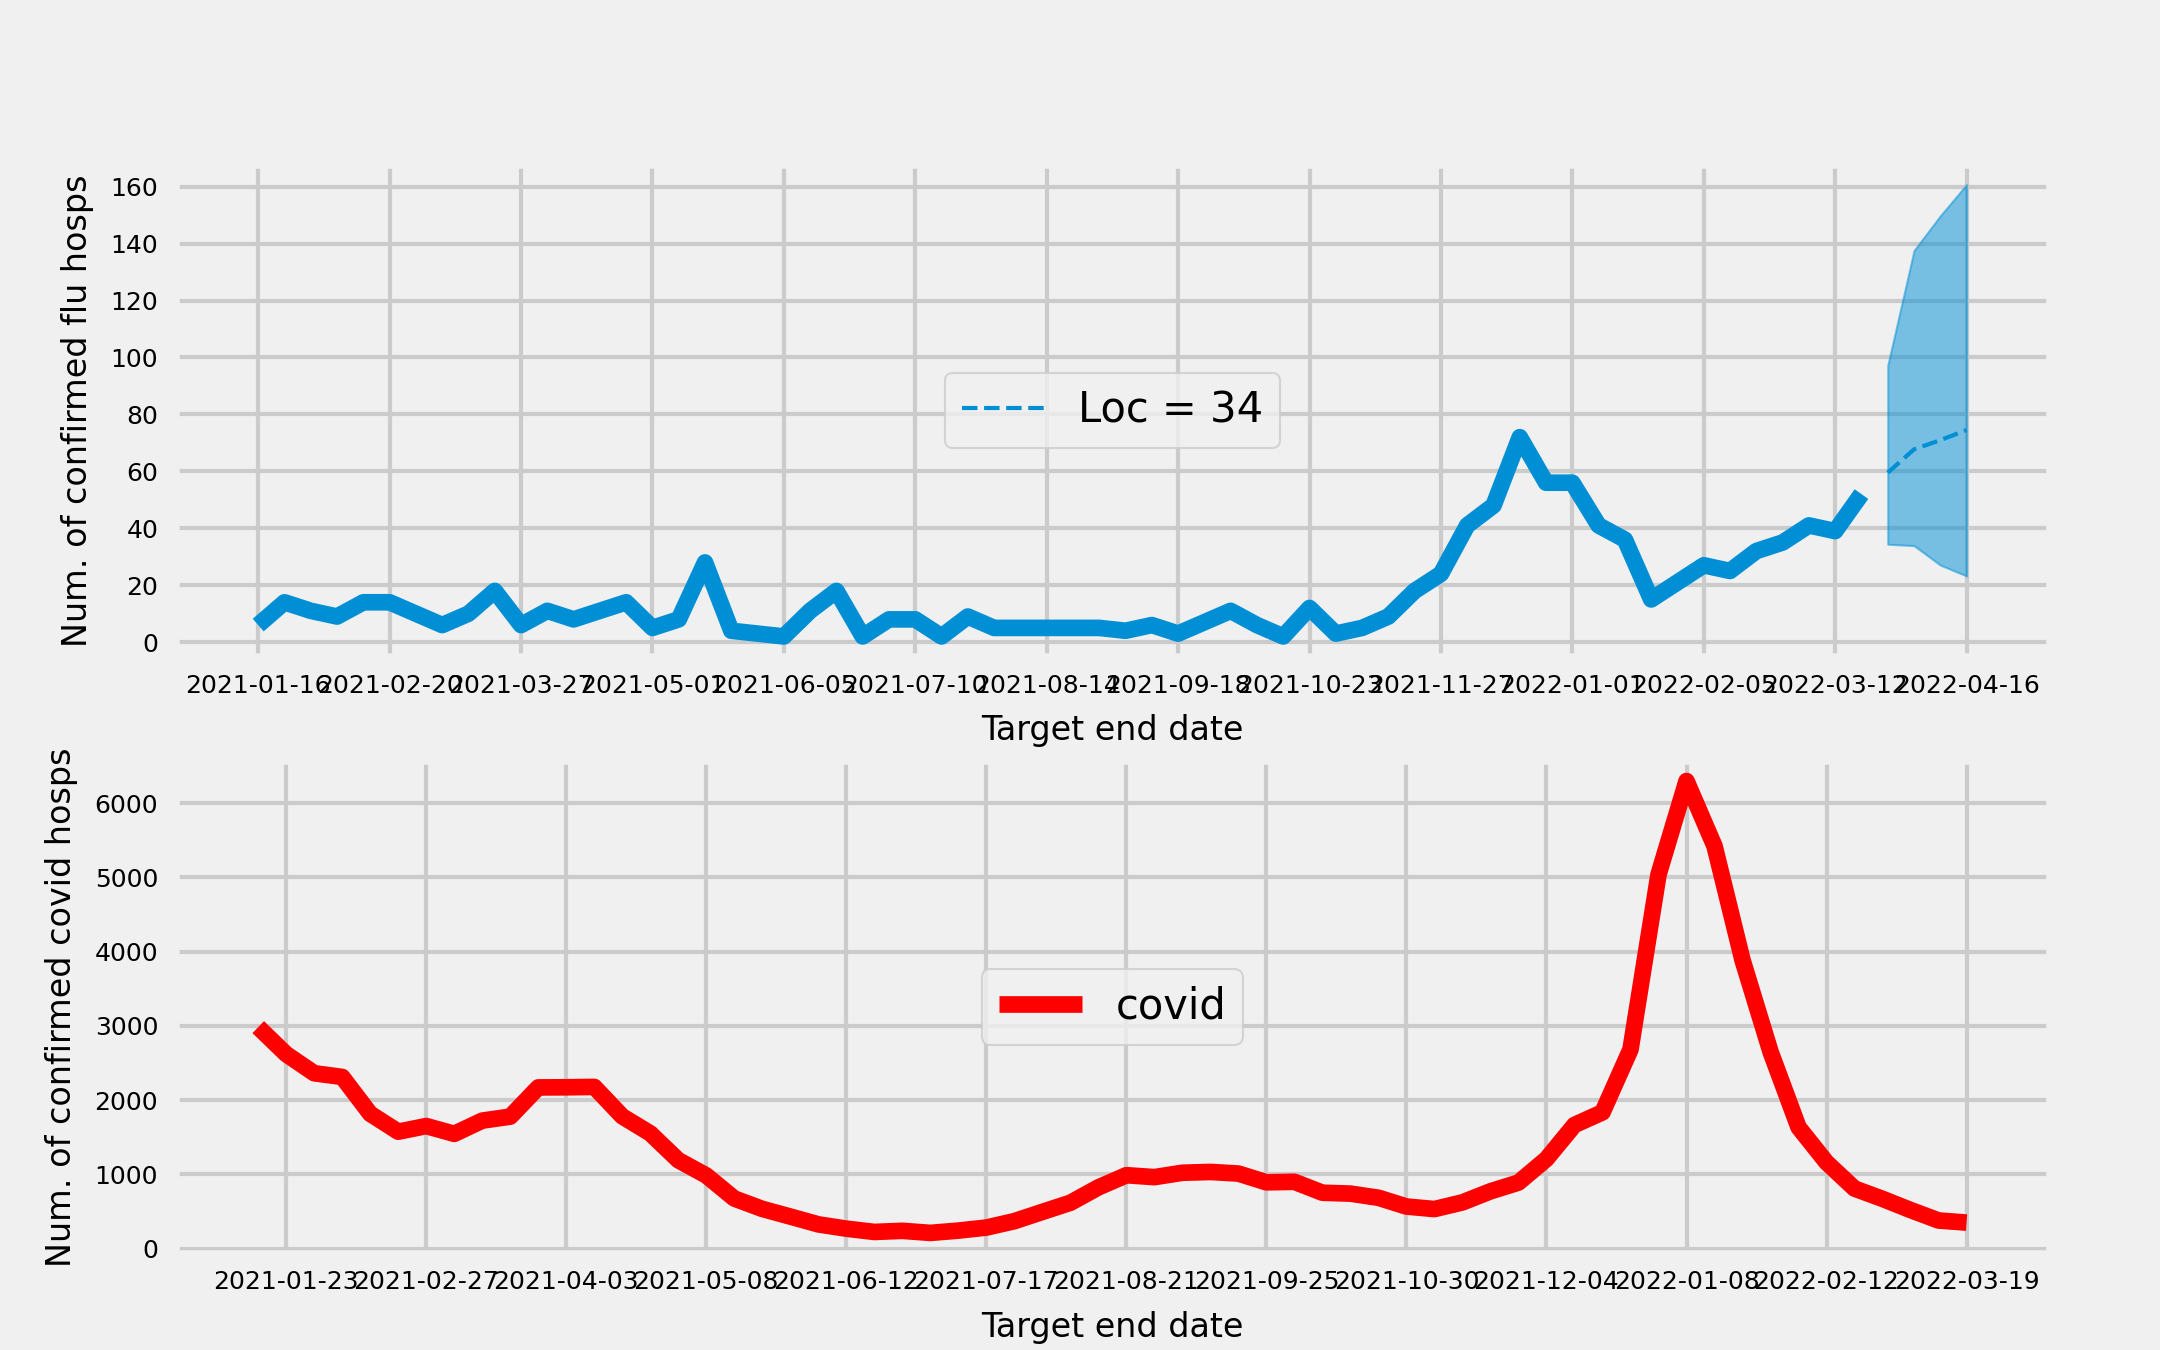 Num. of confirmed flu hosps
160
140
120
100
80
60
40
20
0
Loc = 34
2021-01-16 2021-02-20 2021-03-27 2021-05-01 2021-06-05 2021-07-10 2021-08-14 2021-09-18 2021-10-23 2021-11-27 2022-01-01 2022-02-05 2022-03-12 2022-04-16
Target end date
Num. of confirmed covid hosps
6000
5000
4000
3000
2000
1000
0
covid
2021-01-23 2021-02-27 2021-04-03 2021-05-08 2021-06-12 2021-07-17 2021-08-21 2021-09-25 2021-10-30 2021-12-04 2022-01-08 2022-02-12 2022-03-19
Target end date